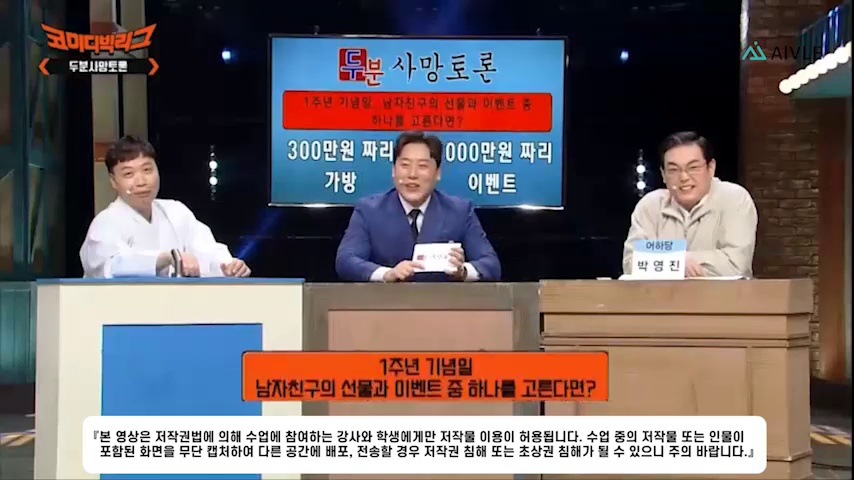 코미디빅리그
두분사망토론
AIVLE
두분 사망토론
1주년 기념일, 남자친구의 선물과 이벤트 중
하나를 고른다면?
300만원 짜리
000만원 짜리
가방
이벤트
어하당
박영진
1주년 기념일
남자친구의 선물과 이벤트 중 하나를 고른다면?
『본 영상은 저작권법에 의해 수업에 참여하는 강사와 학생에게만 저작물 이용이 허용됩니다. 수업 중의 저작물 또는 인물이
포함된 화면을 무단 캡처하여 다른 공간에 배포, 전송할 경우 저작권 침해 또는 초상권 침해가 될 수 있으니 주의 바랍니다.』